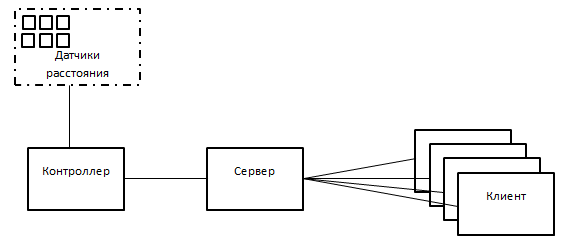 Датчики
расстояния
Контроллер
Сервер
Клиент